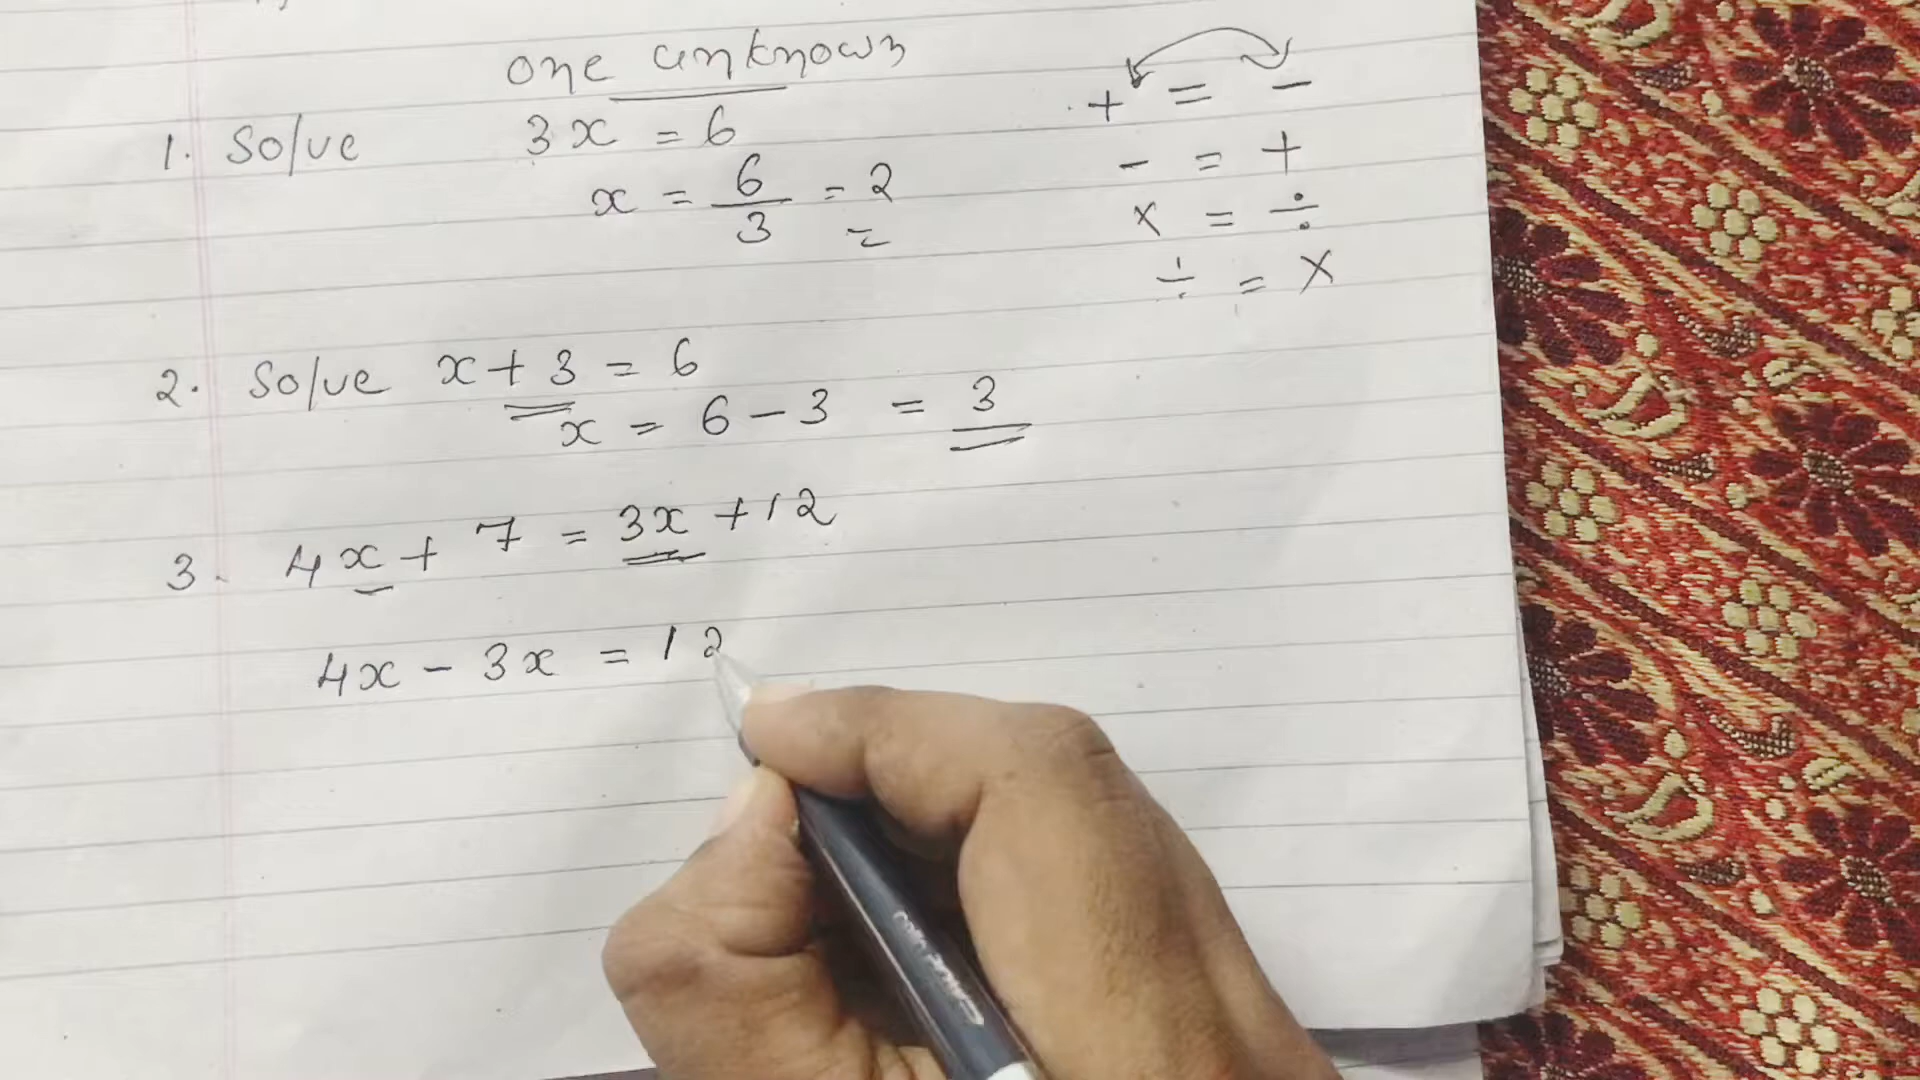 one unknown
1. Solve 3x = 6
x = 6/3 = 2
+ = -
- = +
× = ÷
÷ = ×
2. Solve x + 3 = 6
x = 6 - 3 = 3
3. 4x + 7 = 3x + 12
4x - 3x = 12